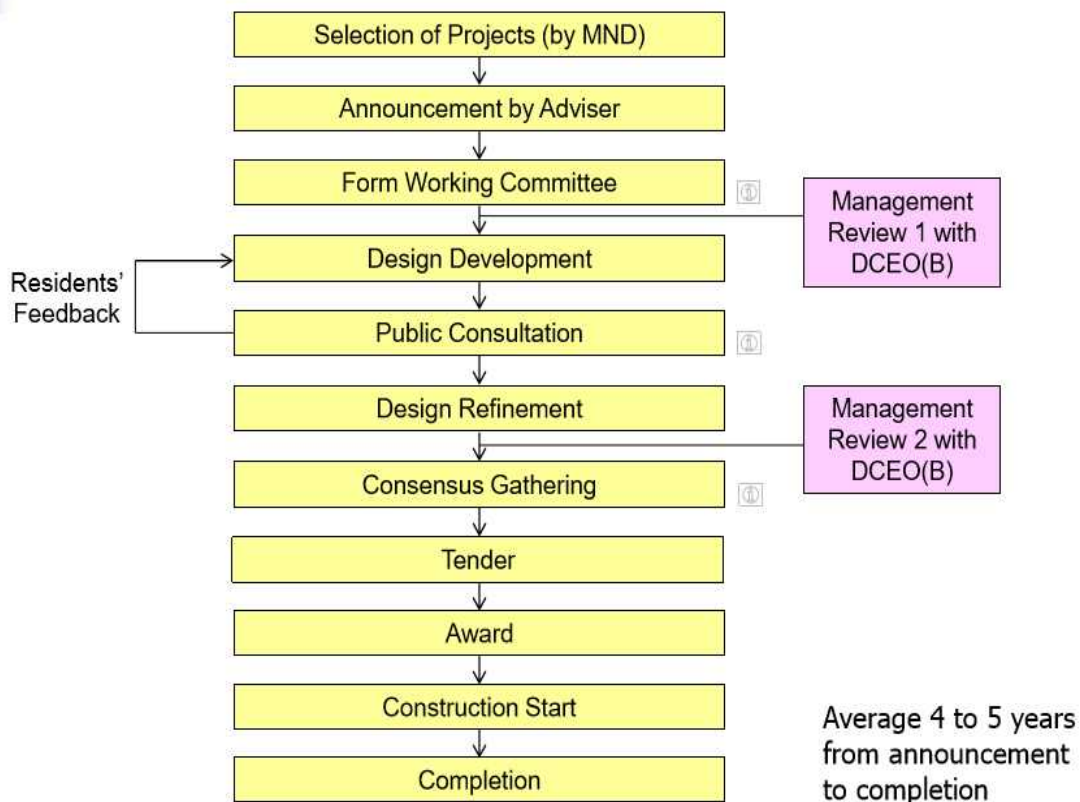 Selection of Projects (by MND)
Announcement by Adviser
Form Working Committee
Management
Review 1 with
DCEO(B)
Design Development
Residents'
Feedback
Public Consultation
Design Refinement
Management
Review 2 with
DCEO(B)
Consensus Gathering
Tender
Award
Construction Start
Completion
Average 4 to 5 years
from announcement
to completion